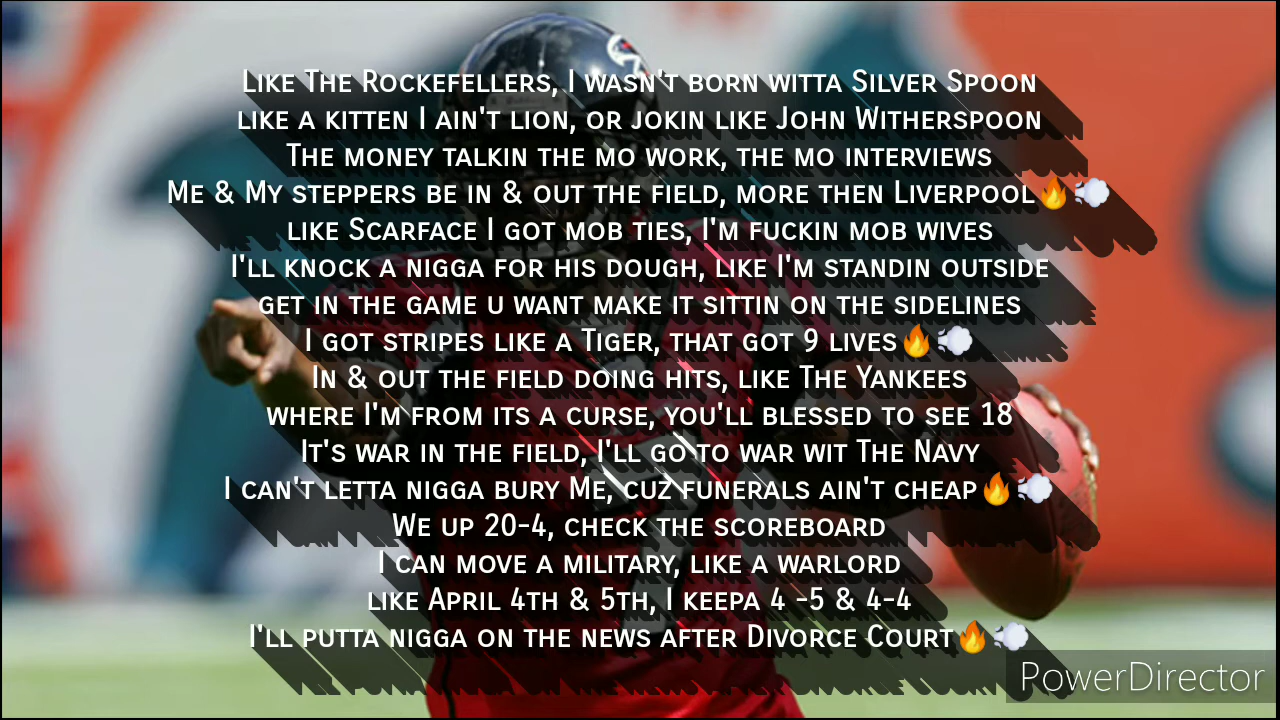 Like The Rockefellers, I wasn't born witta Silver Spoon
like a kitten I ain't lion, or jokin like John Witherspoon
The money talkin the mo work, the mo interviews
Me & My steppers be in & out the field, more then Liverpool🔥💨
like Scarface I got mob ties, I'm fuckin mob wives
I'll knock a nigga for his dough, like I'm standin outside
get in the game u want make it sittin on the sidelines
I got stripes like a Tiger, that got 9 lives🔥💨
In & out the field doing hits, like The Yankees
where I'm from its a curse, you'll blessed to see 18
It's war in the field, I'll go to war wit The Navy
I can't letta nigga bury Me, cuz funerals ain't cheap🔥💨
We up 20-4, check the scoreboard
I can move a military, like a warlord
like April 4th & 5th, I keepa 4 -5 & 4-4
I'll putta nigga on the news after Divorce Court🔥💨
PowerDirector